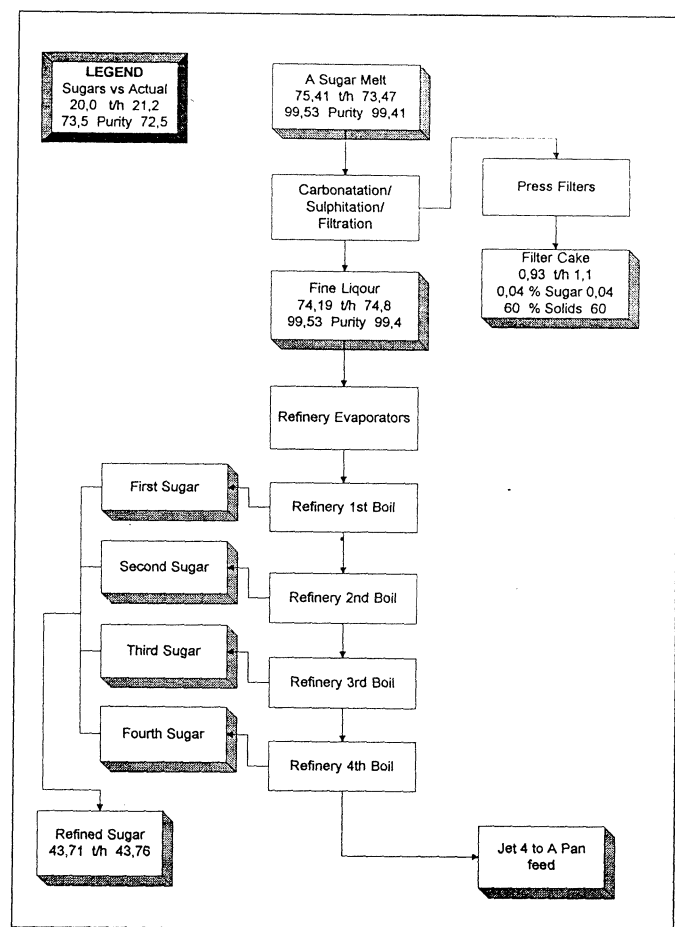 LEGEND
Sugars vs Actual
20,0 t/h 21,2
73,5 Purity 72,5
A Sugar Melt
75,41 t/h 73,47
99,53 Purity 99,41
Carbonatation/
Sulphitation/
Filtration
Press Filters
Filter Cake
0,93 t/h 1,1
0,04 % Sugar 0,04
60 % Solids 60
Fine Liqour
74,19 t/h 74,8
99,53 Purity 99,4
Refinery Evaporators
First Sugar
Refinery 1st Boil
Second Sugar
Refinery 2nd Boil
Third Sugar
Refinery 3rd Boil
Fourth Sugar
Refinery 4th Boil
Refined Sugar
43,71 t/h 43,76
Jet 4 to A Pan
feed